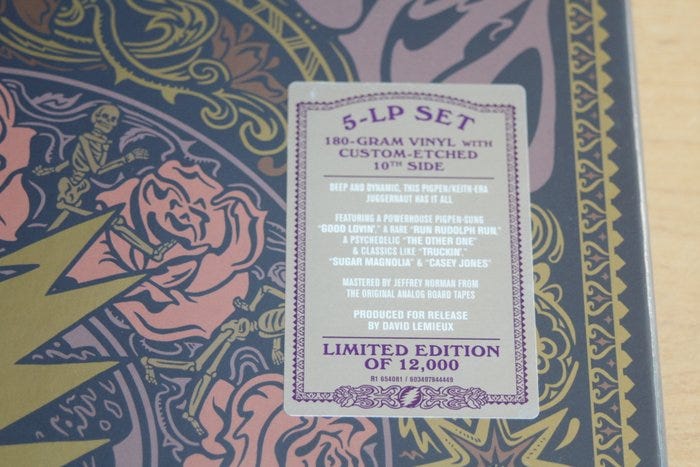 5-LP SET
180-GRAM VINYL WITH
CUSTOM-ETCHED
10TH SIDE
DEEP AND DYNAMIC, THIS PIGPEN/KEITH-ERA
JUGGERNAUT HAS IT ALL
FEATURING A POWERHOUSE PIGPEN-SUNG
"GOOD LOVIN'," A RARE "RUN RUDOLPH RUN,"
A PSYCHEDELIC "THE OTHER ONE"
& CLASSICS LIKE "TRUCKIN',"
"SUGAR MAGNOLIA" & "CASEY JONES"
MASTERED BY JEFFREY NORMAN FROM
THE ORIGINAL ANALOG BOARD TAPES
PRODUCED FOR RELEASE
BY DAVID LEMIEUX
LIMITED EDITION
OF 12,000
R1 654081 / 603497844449